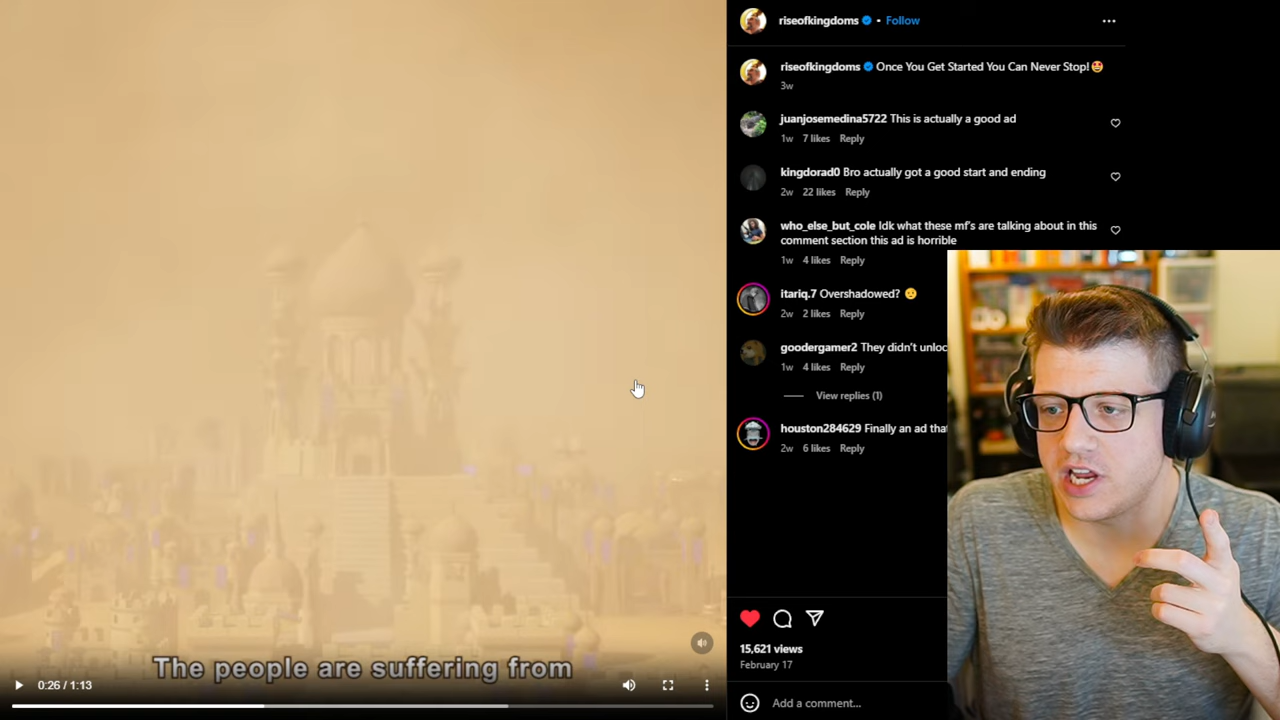 riseofkingdoms • Follow
riseofkingdoms Once You Get Started You Can Never Stop!🤩
3w
juanjosemedina5722 This is actually a good ad
1w 7 likes Reply
kingdorad0 Bro actually got a good start and ending
2w 22 likes Reply
who_else_but_cole Idk what these mf's are talking about in this
comment section this ad is horrible
1w 4 likes Reply
itariq.7 Overshadowed? 😢
2w 2 likes Reply
goodergamer2 They didn't unloc
1w 4 likes Reply
View replies (1)
houston284629 Finally an ad tha
2w 6 likes Reply
15,621 views
February 17
Add a comment...
The people are suffering from
0:26 / 1:13